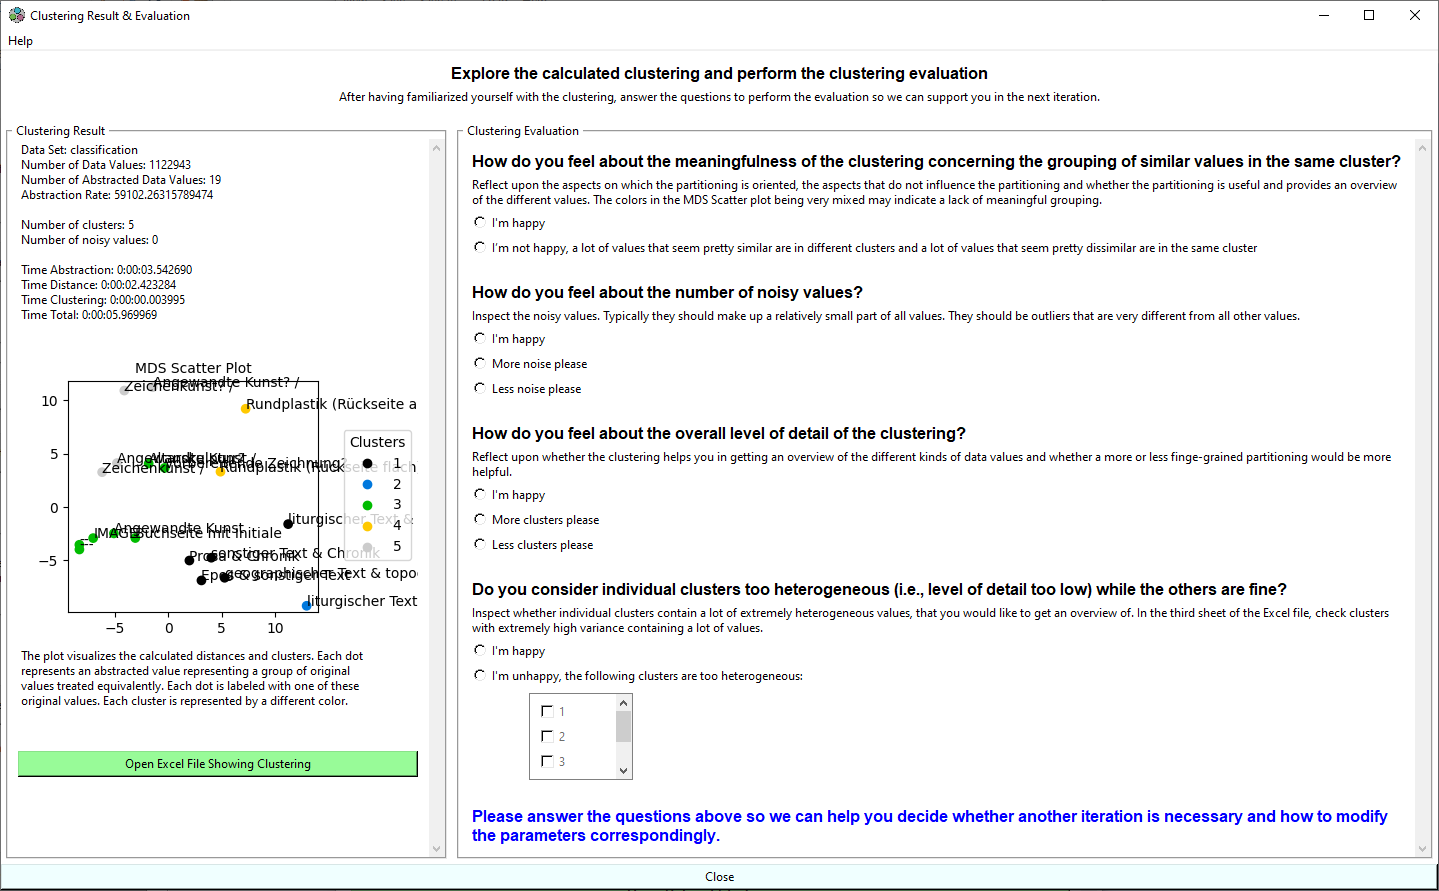 Clustering Result & Evaluation
Help
Explore the calculated clustering and perform the clustering evaluation
After having familiarized yourself with the clustering, answer the questions to perform the evaluation so we can support you in the next iteration.
Clustering Result
Data Set: classification
Number of Data Values: 1122943
Number of Abstracted Data Values: 19
Abstraction Rate: 59102.26315789474
Number of clusters: 5
Number of noisy values: 0
Time Abstraction: 0:00:03.542690
Time Distance: 0:00:02.423284
Time Clustering: 0:00:00.003995
Time Total: 0:00:05.969969
MDS Scatter Plot
Angewandte Kunst? /
Zeichenkunst? /
10
Rundplastik (Rückseite a
Clusters
1
2
3
4
5
5
Zeichenkunst /
0
liturgischer Text &
Angewandte Kunst
IMAGE
Buchseite mit Initiale
---
−5
sonstiger Text & Chronik
Prosa & Chronik
geographischer Text & topo
Epos & sonstiger Text
liturgischer Text
−5
0
5
10
The plot visualizes the calculated distances and clusters. Each dot
represents an abstracted value representing a group of original
values treated equivalently. Each dot is labeled with one of these
original values. Each cluster is represented by a different color.
Open Excel File Showing Clustering
Clustering Evaluation
How do you feel about the meaningfulness of the clustering concerning the grouping of similar values in the same cluster?
Reflect upon the aspects on which the partitioning is oriented, the aspects that do not influence the partitioning and whether the partitioning is useful and provides an overview
of the different values. The colors in the MDS Scatter plot being very mixed may indicate a lack of meaningful grouping.
I'm happy
I'm not happy, a lot of values that seem pretty similar are in different clusters and a lot of values that seem pretty dissimilar are in the same cluster
How do you feel about the number of noisy values?
Inspect the noisy values. Typically they should make up a relatively small part of all values. They should be outliers that are very different from all other values.
I'm happy
More noise please
Less noise please
How do you feel about the overall level of detail of the clustering?
Reflect upon whether the clustering helps you in getting an overview of the different kinds of data values and whether a more or less finge-grained partitioning would be more
helpful.
I'm happy
More clusters please
Less clusters please
Do you consider individual clusters too heterogeneous (i.e., level of detail too low) while the others are fine?
Inspect whether individual clusters contain a lot of extremely heterogeneous values, that you would like to get an overview of. In the third sheet of the Excel file, check clusters
with extremely high variance containing a lot of values.
I'm happy
I'm unhappy, the following clusters are too heterogeneous:
1
2
3
Please answer the questions above so we can help you decide whether another iteration is necessary and how to modify
the parameters correspondingly.
Close